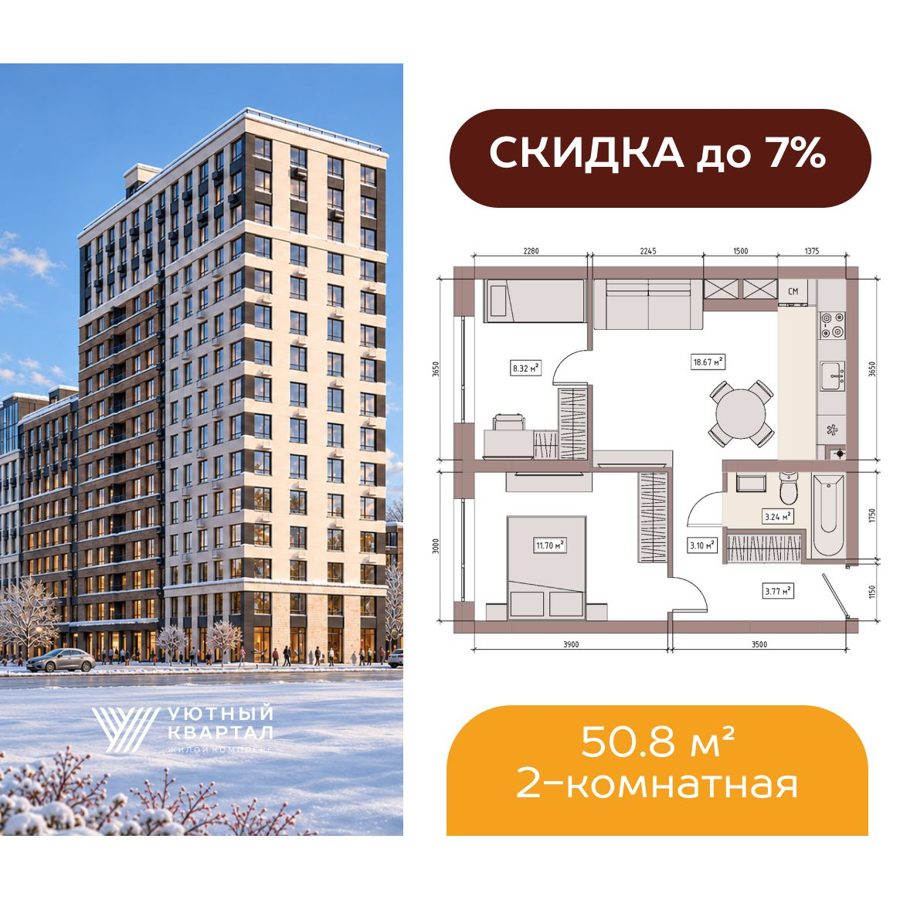 СКИДКА до 7%
2280
2245
1500
1375
3650
8.32 м²
18.67 м²
СМ
3650
3000
11.70 м²
3.24 м²
3.10 м²
1750
3.77 м²
1150
3900
3500
УЮТНЫЙ
КВАРТАЛ
ЖИЛОЙ КОМПЛЕКС
50.8 м²
2-комнатная